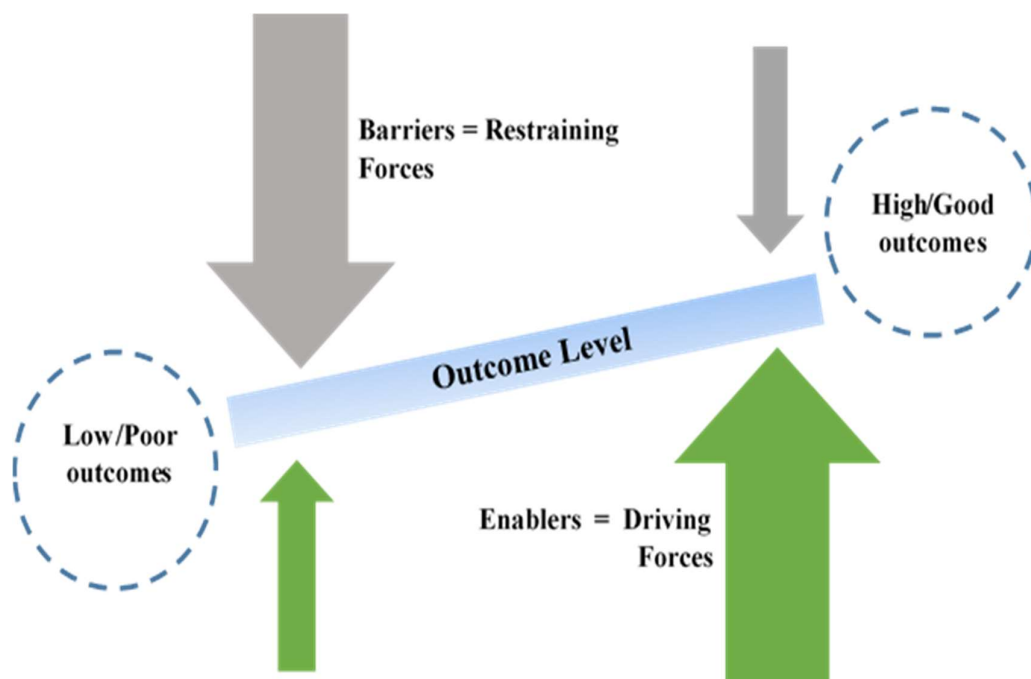 Barriers = Restraining
Forces
High/Good
outcomes
Outcome Level
Low/Poor
outcomes
Enablers = Driving
Forces